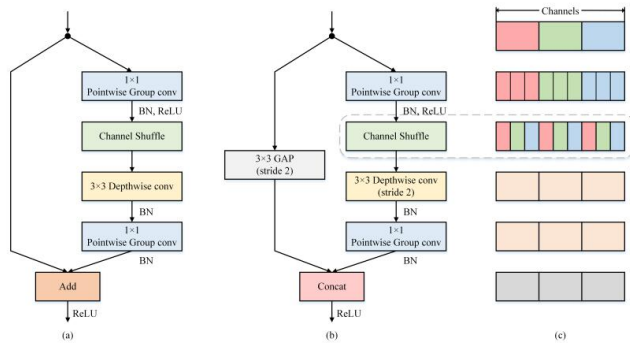 Channels
1×1
Pointwise Group conv
BN, ReLU
Channel Shuffle
3×3 Depthwise conv
BN
1×1
Pointwise Group conv
BN
Add
ReLU
(a)
1×1
Pointwise Group conv
BN, ReLU
Channel Shuffle
3×3 GAP
(stride 2)
3×3 Depthwise conv
(stride 2)
BN
1×1
Pointwise Group conv
BN
Concat
ReLU
(b)
(c)